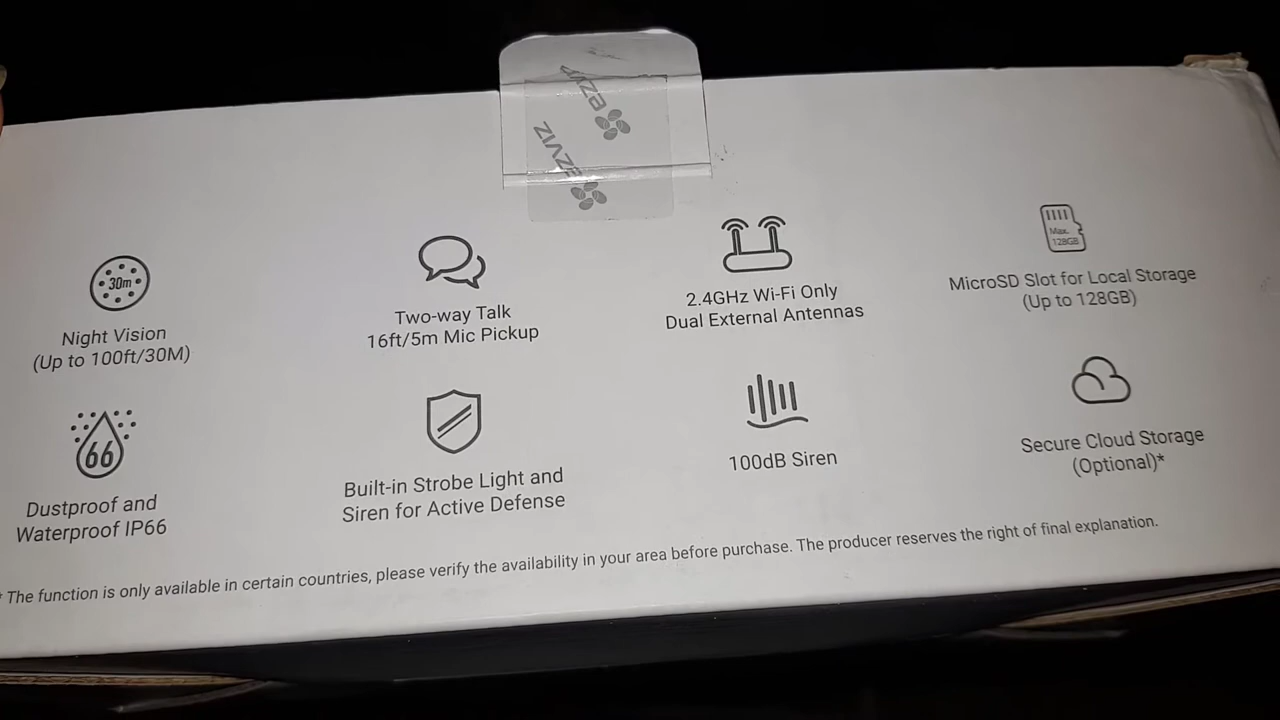 EZVIZ
EZVIZ
30m
Night Vision
(Up to 100ft/30M)
Two-way Talk
16ft/5m Mic Pickup
2.4GHz Wi-Fi Only
Dual External Antennas
Max.
128GB
MicroSD Slot for Local Storage
(Up to 128GB)
66
Dustproof and
Waterproof IP66
Built-in Strobe Light and
Siren for Active Defense
100dB Siren
Secure Cloud Storage
(Optional)*
* The function is only available in certain countries, please verify the availability in your area before purchase. The producer reserves the right of final explanation.